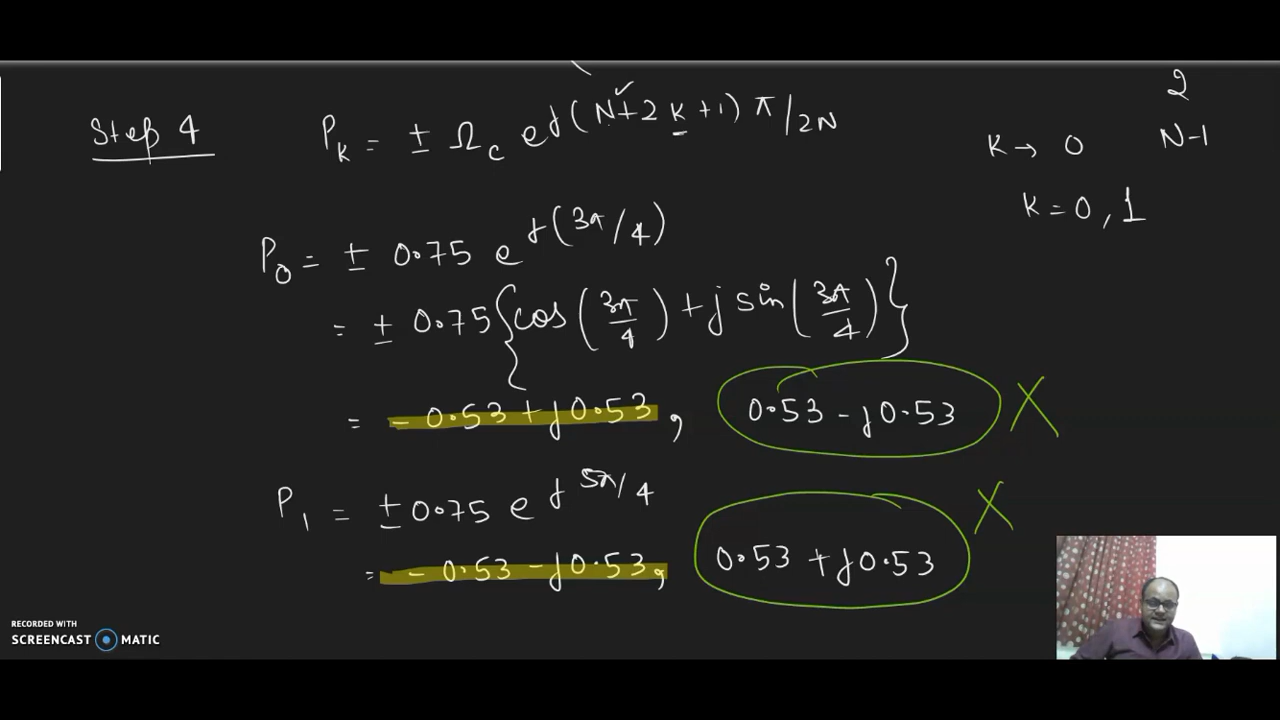 2
Step 4 P_K = ± Ω_c e^{j(N+2K+1)π/2N} K → 0 N-1
K = 0, 1
P_0 = ± 0.75 e^{j(3π/4)}
= ± 0.75 { cos(3π/4) + j sin(3π/4) }
= - 0.53 + j0.53, 0.53 - j0.53 X
P_1 = ± 0.75 e^{j5π/4} X
= - 0.53 - j0.53, 0.53 + j0.53
RECORDED WITH
SCREENCAST MATIC